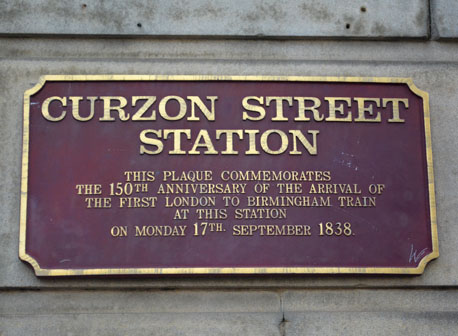 CURZON STREET
STATION
THIS PLAQUE COMMEMORATES
THE 150TH ANNIVERSARY OF THE ARRIVAL OF
THE FIRST LONDON TO BIRMINGHAM TRAIN
AT THIS STATION
ON MONDAY 17TH. SEPTEMBER 1838.